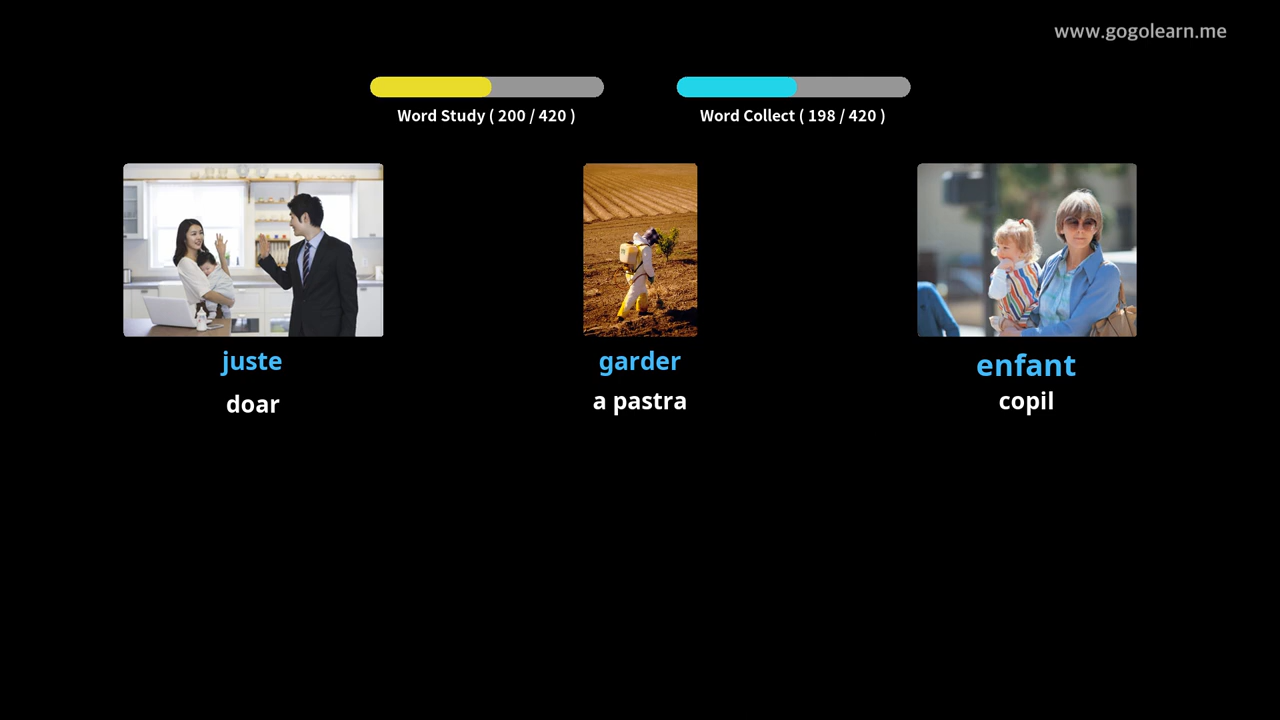 www.gogolearn.me
Word Study ( 200 / 420 )
Word Collect ( 198 / 420 )
juste
garder
enfant
doar
a pastra
copil